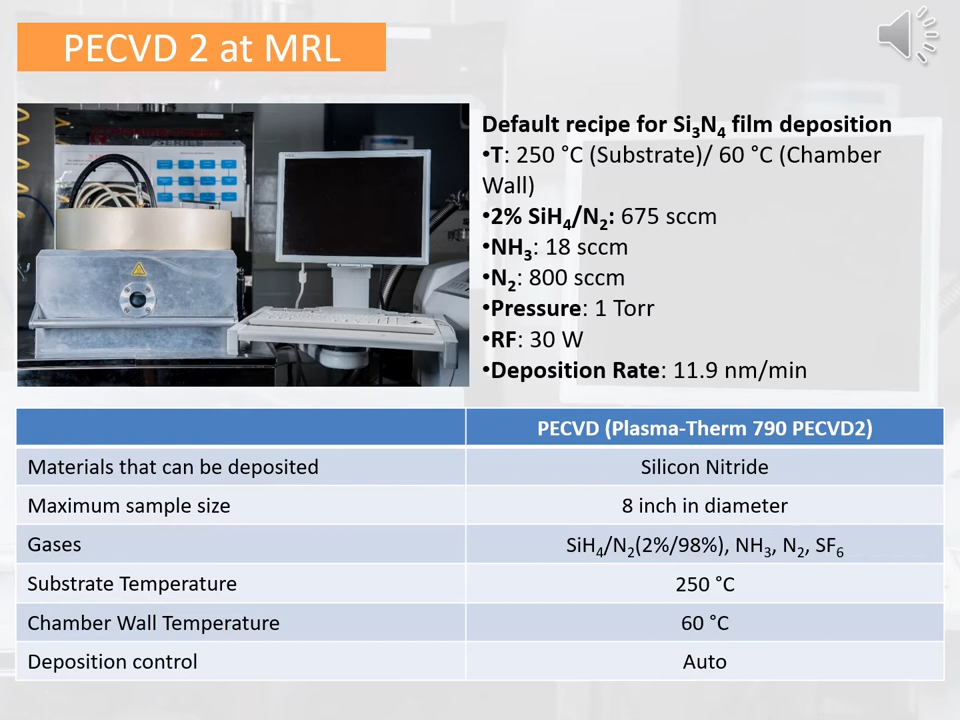 PECVD 2 at MRL
Default recipe for Si₃N₄ film deposition
•T: 250 °C (Substrate)/ 60 °C (Chamber
Wall)
•2% SiH₄/N₂: 675 sccm
•NH₃: 18 sccm
•N₂: 800 sccm
•Pressure: 1 Torr
•RF: 30 W
•Deposition Rate: 11.9 nm/min
PECVD (Plasma-Therm 790 PECVD2)
Materials that can be deposited Silicon Nitride
Maximum sample size 8 inch in diameter
Gases SiH₄/N₂(2%/98%), NH₃, N₂, SF₆
Substrate Temperature 250 °C
Chamber Wall Temperature 60 °C
Deposition control Auto